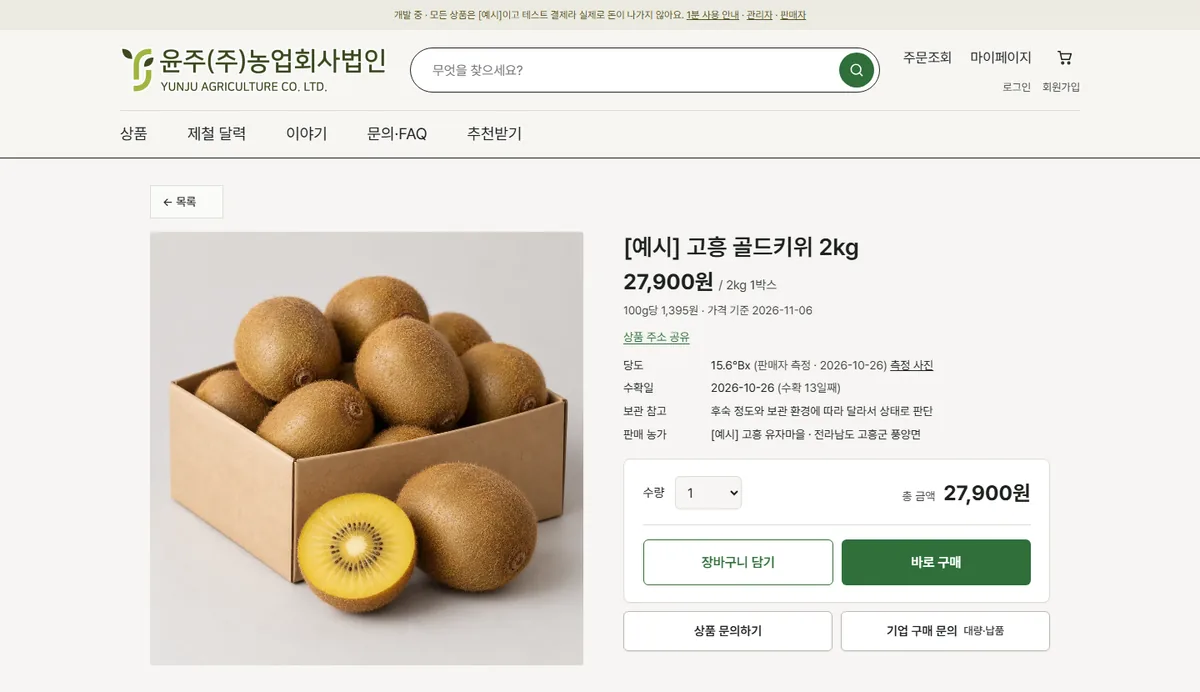 개발 중 · 모든 상품은 [예시]이고 테스트 결제라 실제로 돈이 나가지 않아요. 1분 사용 안내 · 관리자 · 판매자
윤주(주)농업회사법인
YUNJU AGRICULTURE CO. LTD.
무엇을 찾으세요?
주문조회 마이페이지
로그인 회원가입
상품 제철 달력 이야기 문의·FAQ 추천받기
← 목록
[예시] 고흥 골드키위 2kg
27,900원 / 2kg 1박스
100g당 1,395원 · 가격 기준 2026-11-06
상품 주소 공유
당도 15.6°Bx (판매자 측정 · 2026-10-26) 측정 사진
수확일 2026-10-26 (수확 13일째)
보관 참고 후숙 정도와 보관 환경에 따라 달라서 상태로 판단
판매 농가 [예시] 고흥 유자마을 · 전라남도 고흥군 풍양면
수량 1 총 금액 27,900원
장바구니 담기 바로 구매
상품 문의하기 기업 구매 문의 대량·납품